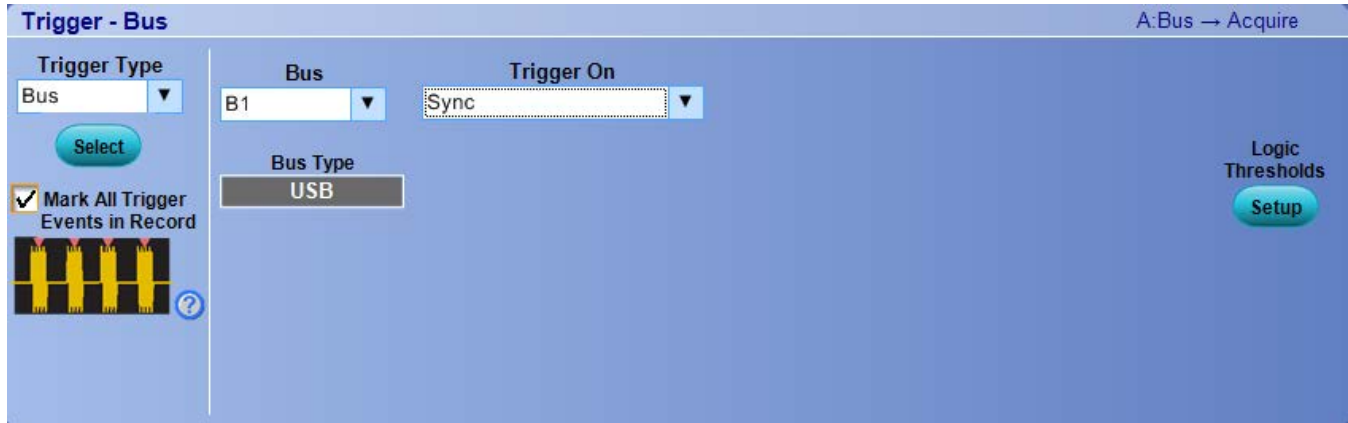 Trigger - Bus
A:Bus → Acquire
Trigger Type
Bus
Select
Mark All Trigger
Events in Record
?
Bus
B1
Trigger On
Sync
Bus Type
USB
Logic
Thresholds
Setup